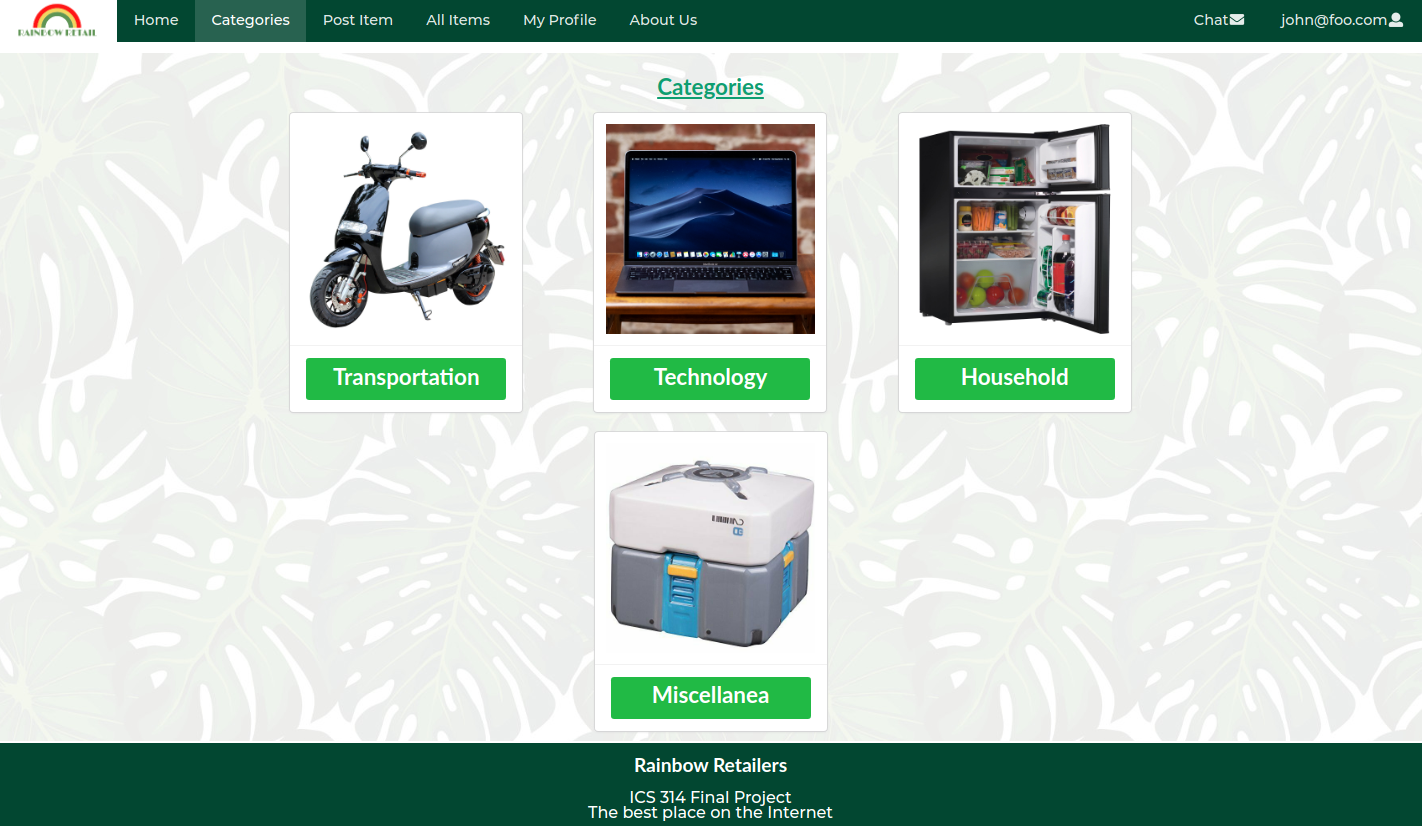 RAINBOW RETAIL
Home Categories Post Item All Items My Profile About Us Chat john@foo.com
Categories
Transportation Technology Household
Miscellanea
Rainbow Retailers
ICS 314 Final Project
The best place on the Internet